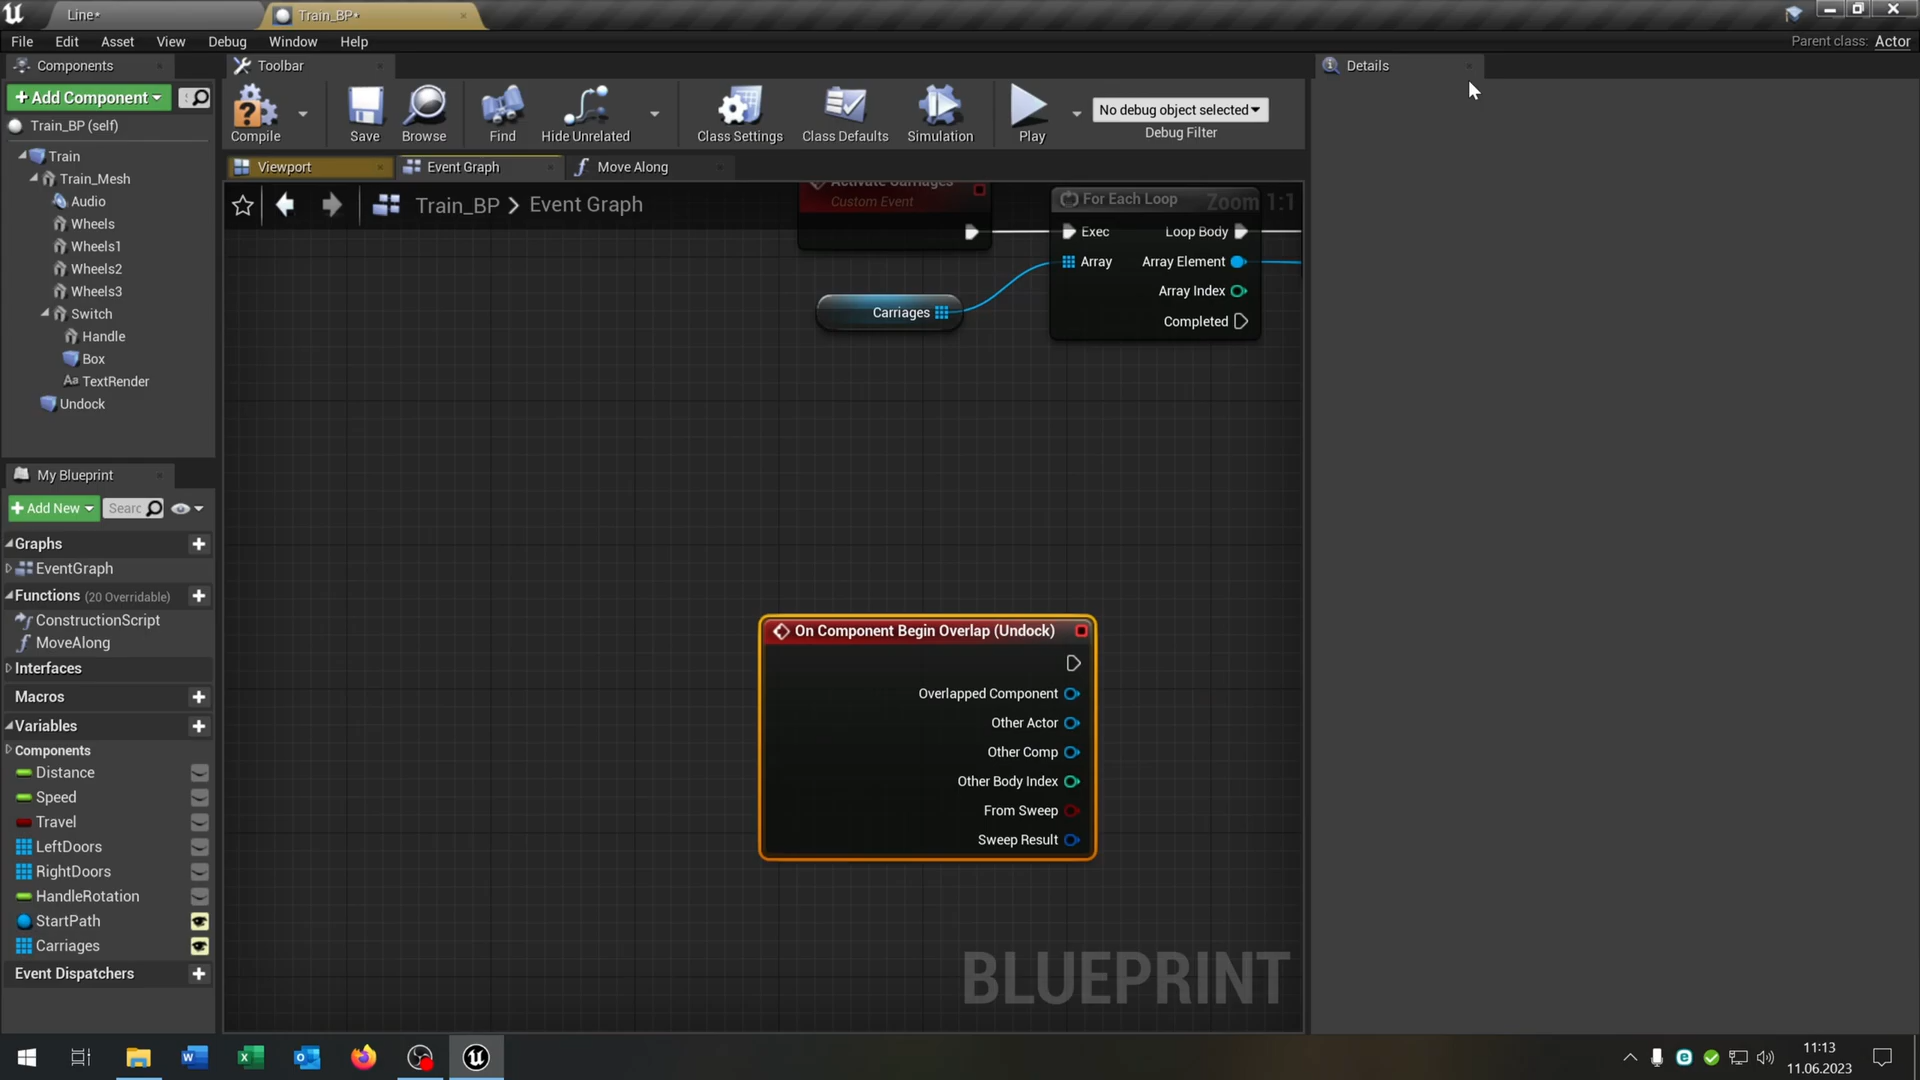 Line*
Train_BP*
File Edit Asset View Debug Window Help
Parent class: Actor
Components
Toolbar
Details
+ Add Component
Train_BP (self)
Train
Train_Mesh
Audio
Wheels
Wheels1
Wheels2
Wheels3
Switch
Handle
Box
TextRender
Undock
Compile
Save
Browse
Find
Hide Unrelated
Class Settings
Class Defaults
Simulation
Play
No debug object selected
Debug Filter
Viewport
Event Graph
Move Along
Train_BP > Event Graph
Zoom 1:1
Activate Carriages
Custom Event
For Each Loop
Exec
Loop Body
Array
Array Element
Array Index
Completed
Carriages
On Component Begin Overlap (Undock)
Overlapped Component
Other Actor
Other Comp
Other Body Index
From Sweep
Sweep Result
BLUEPRINT
My Blueprint
+ Add New
Searc
Graphs
EventGraph
Functions (20 Overridable)
ConstructionScript
MoveAlong
Interfaces
Macros
Variables
Components
Distance
Speed
Travel
LeftDoors
RightDoors
HandleRotation
StartPath
Carriages
Event Dispatchers
11:13
11.06.2023